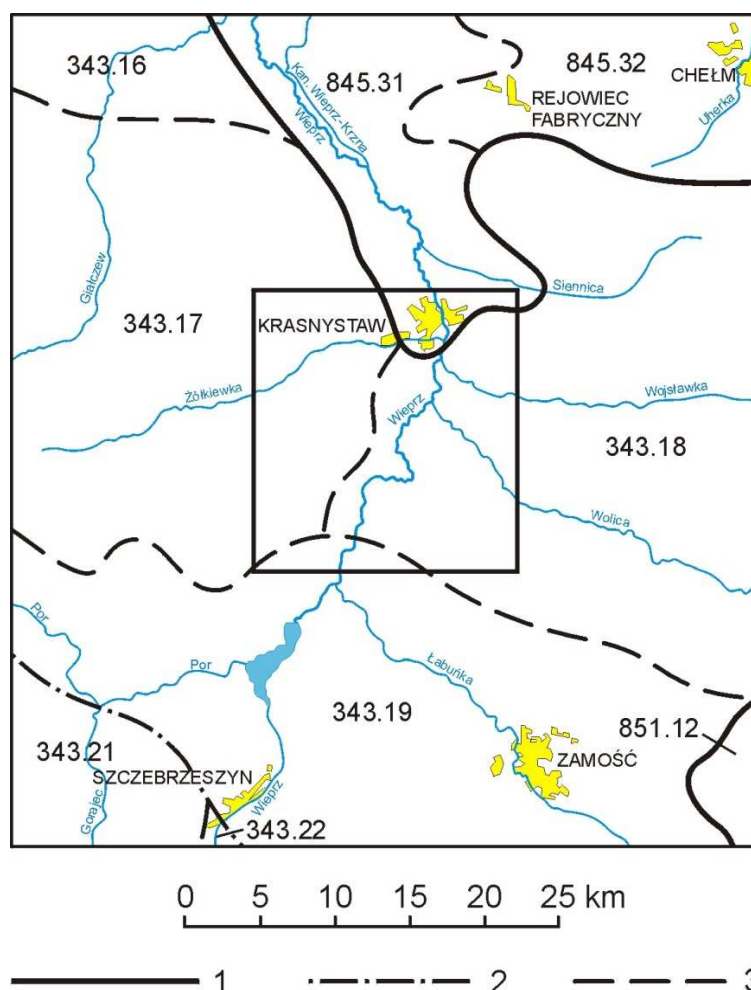 343.16
845.31
845.32
CHEŁM
Kan. Wieprz-Krzna
Wieprz
REJOWIEC
FABRYCZNY
Uherka
Giałczew
Siennica
343.17
KRASNYSTAW
Żółkiewka
Wieprz
Wojsławka
343.18
Wolica
Por
Por
Łabuńka
343.19
851.12
343.21
SZCZEBRZESZYN
ZAMOŚĆ
Gorajec
Wieprz
343.22
0 5 10 15 20 25 km
1 2 3